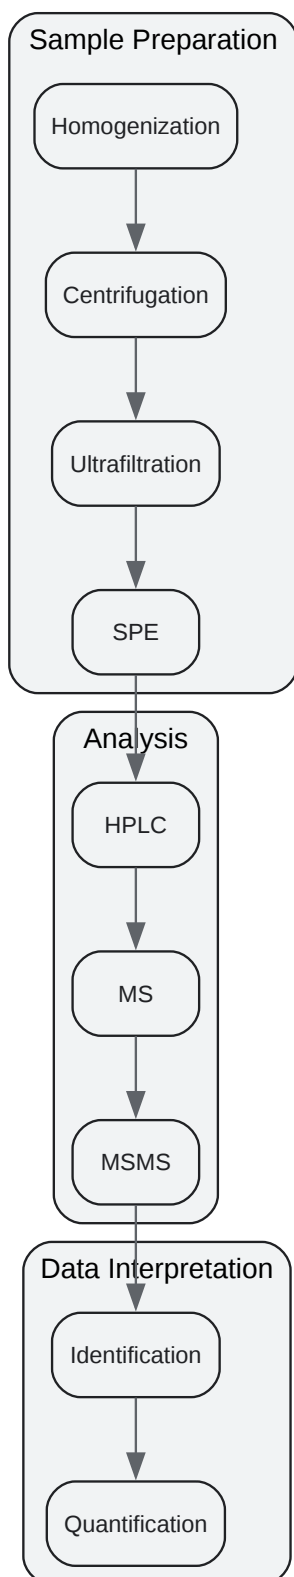 Sample Preparation
Homogenization
Centrifugation
Ultrafiltration
SPE
Analysis
HPLC
MS
MSMS
Data Interpretation
Identification
Quantification